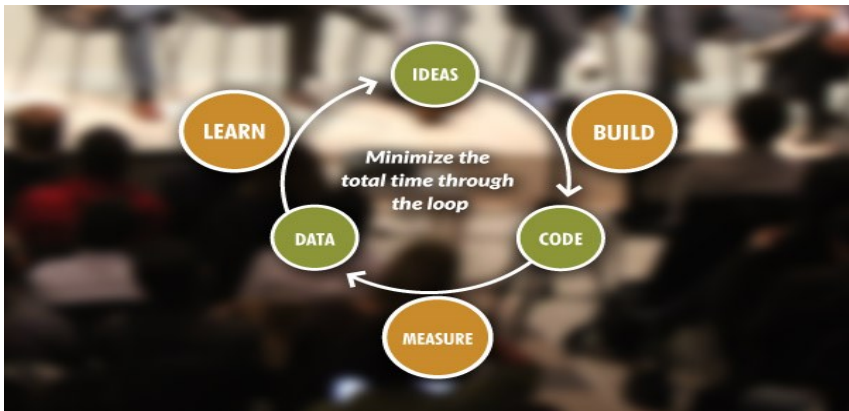 IDEAS
LEARN
BUILD
Minimize the
total time through
the loop
DATA
CODE
MEASURE